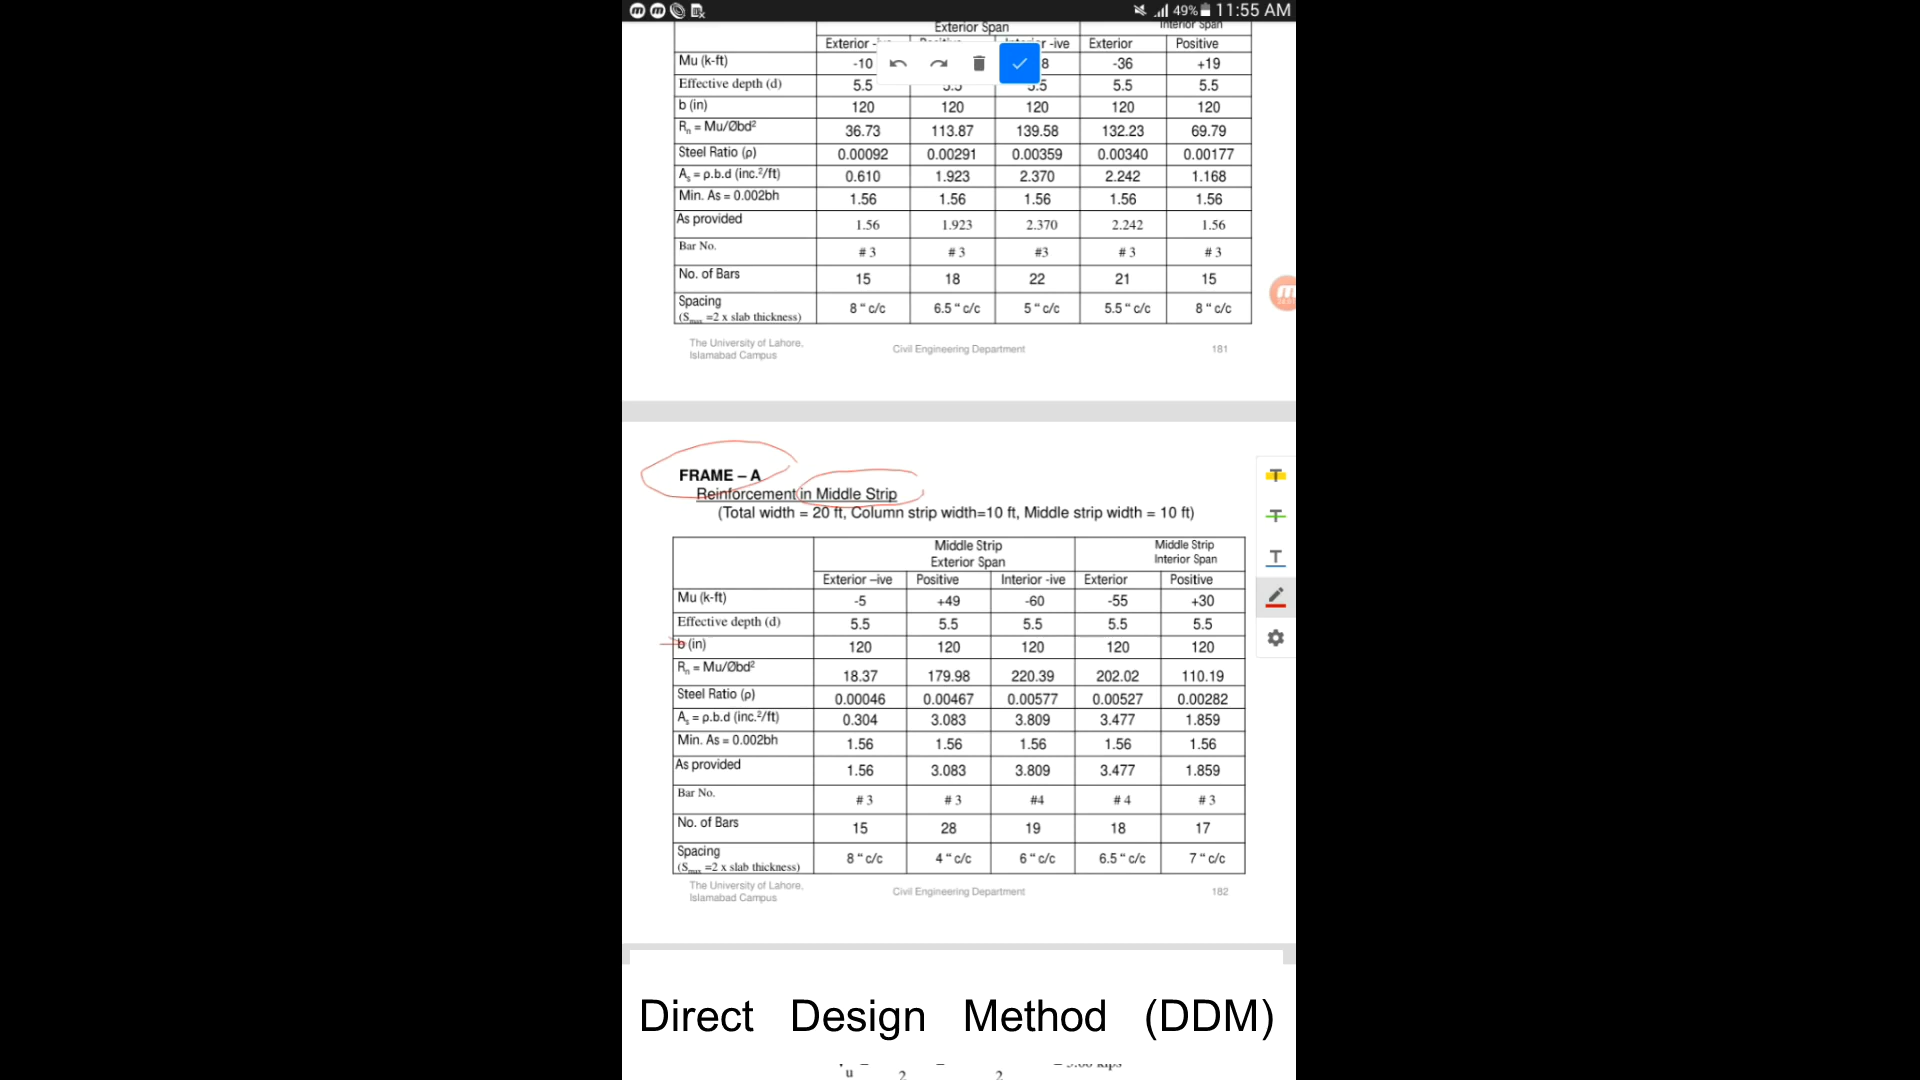 49% 11:55 AM
Exterior Span Interior Span
Exterior -ive -ive Exterior Positive
Mu (k-ft) -10 8 -36 +19
Effective depth (d) 5.5 5.5 5.5 5.5 5.5
b (in) 120 120 120 120 120
Rn = Mu/Øbd² 36.73 113.87 139.58 132.23 69.79
Steel Ratio (ρ) 0.00092 0.00291 0.00359 0.00340 0.00177
As = ρ.b.d (inc.²/ft) 0.610 1.923 2.370 2.242 1.168
Min. As = 0.002bh 1.56 1.56 1.56 1.56 1.56
As provided 1.56 1.923 2.370 2.242 1.56
Bar No. # 3 # 3 #3 # 3 # 3
No. of Bars 15 18 22 21 15
Spacing 8 “ c/c 6.5 “ c/c 5 “ c/c 5.5 “ c/c 8 “ c/c
(Smax =2 x slab thickness)
The University of Lahore,
Islamabad Campus Civil Engineering Department 181
FRAME – A
Reinforcement in Middle Strip
(Total width = 20 ft, Column strip width=10 ft, Middle strip width = 10 ft)
Middle Strip Middle Strip
Exterior Span Interior Span
Exterior –ive Positive Interior -ive Exterior Positive
Mu (k-ft) -5 +49 -60 -55 +30
Effective depth (d) 5.5 5.5 5.5 5.5 5.5
b (in) 120 120 120 120 120
Rn = Mu/Øbd² 18.37 179.98 220.39 202.02 110.19
Steel Ratio (ρ) 0.00046 0.00467 0.00577 0.00527 0.00282
As = ρ.b.d (inc.²/ft) 0.304 3.083 3.809 3.477 1.859
Min. As = 0.002bh 1.56 1.56 1.56 1.56 1.56
As provided 1.56 3.083 3.809 3.477 1.859
Bar No. # 3 # 3 #4 # 4 # 3
No. of Bars 15 28 19 18 17
Spacing 8 “ c/c 4 “ c/c 6 “ c/c 6.5 “ c/c 7 “ c/c
(Smax =2 x slab thickness)
The University of Lahore,
Islamabad Campus Civil Engineering Department 182
Direct Design Method (DDM)
u 2 2